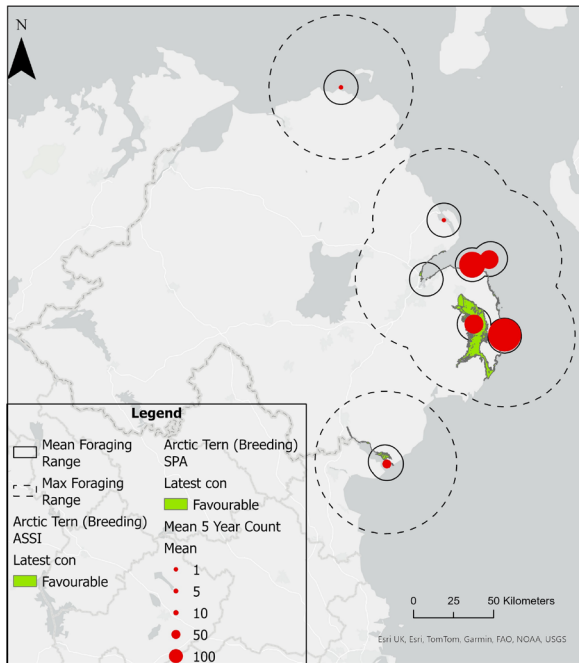 N
Legend
Mean Foraging
Range
Max Foraging
Range
Arctic Tern (Breeding)
ASSI
Latest con
Favourable
Arctic Tern (Breeding)
SPA
Latest con
Favourable
Mean 5 Year Count
Mean
1
5
10
50
100
0 25 50 Kilometers
Esri UK, Esri, TomTom, Garmin, FAO, NOAA, USGS